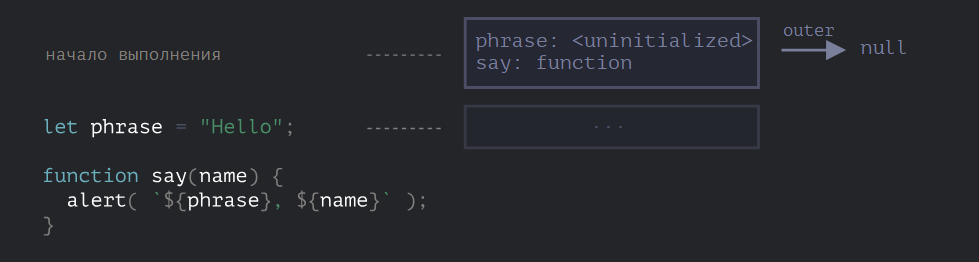 начало выполнения ---------
phrase: <uninitialized>
say: function
outer
null
let phrase = "Hello"; ---------
...
function say(name) {
  alert( `${phrase}, ${name}` );
}